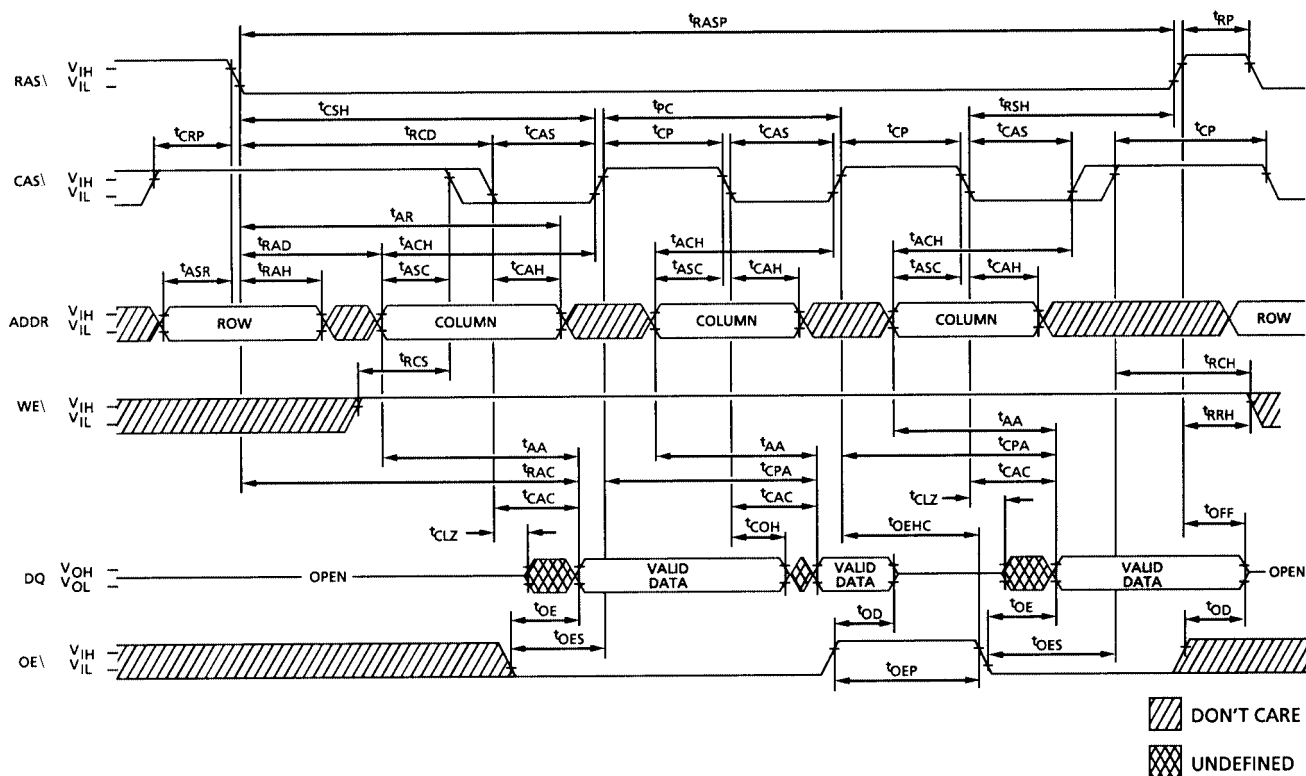 tRASP tRP
RAS\ VIH VIL
tCSH tPC tRSH
tCRP tRCD tCAS tCP tCAS tCP tCAS tCP
CAS\ VIH VIL
tAR
tRAD tACH tACH tACH
tASR tRAH tASC tCAH tASC tCAH tASC tCAH
ADDR VIH VIL ROW COLUMN COLUMN COLUMN ROW
tRCS tRCH
WE\ VIH VIL
tRRH
tAA tAA tAA
tRAC tCPA tCPA
tCAC tCAC tCAC
tCLZ tCOH tOEHC tCLZ tOFF
DQ VOH VOL OPEN VALID DATA VALID DATA VALID DATA OPEN
tOE tOD tOE tOD
tOES tOES
OE\ VIH VIL
tOEP
DON'T CARE
UNDEFINED